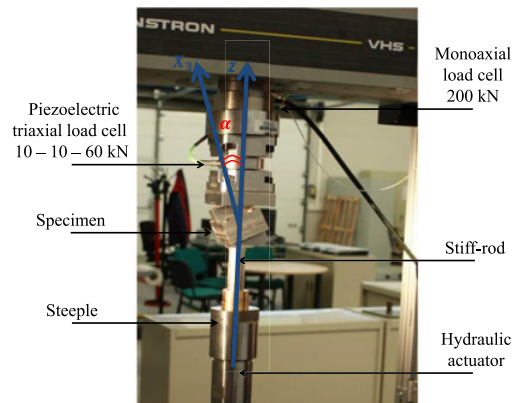 NSTRON
VHS
X3
z
α
Monoaxial
load cell
200 kN
Piezoelectric
triaxial load cell
10 – 10 – 60 kN
Specimen
Stiff-rod
Steeple
Hydraulic
actuator